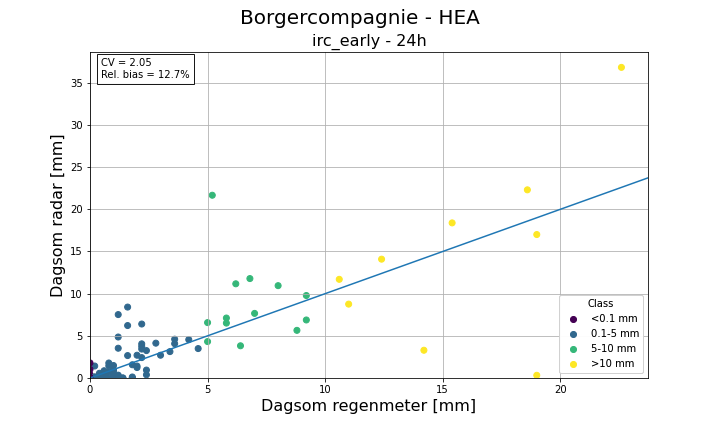 Borgercompagnie - HEA
irc_early - 24h
CV = 2.05
Rel. bias = 12.7%
Dagsom radar [mm]
35
30
25
20
15
10
5
0
0
5
10
15
20
Dagsom regenmeter [mm]
Class
<0.1 mm
0.1-5 mm
5-10 mm
>10 mm